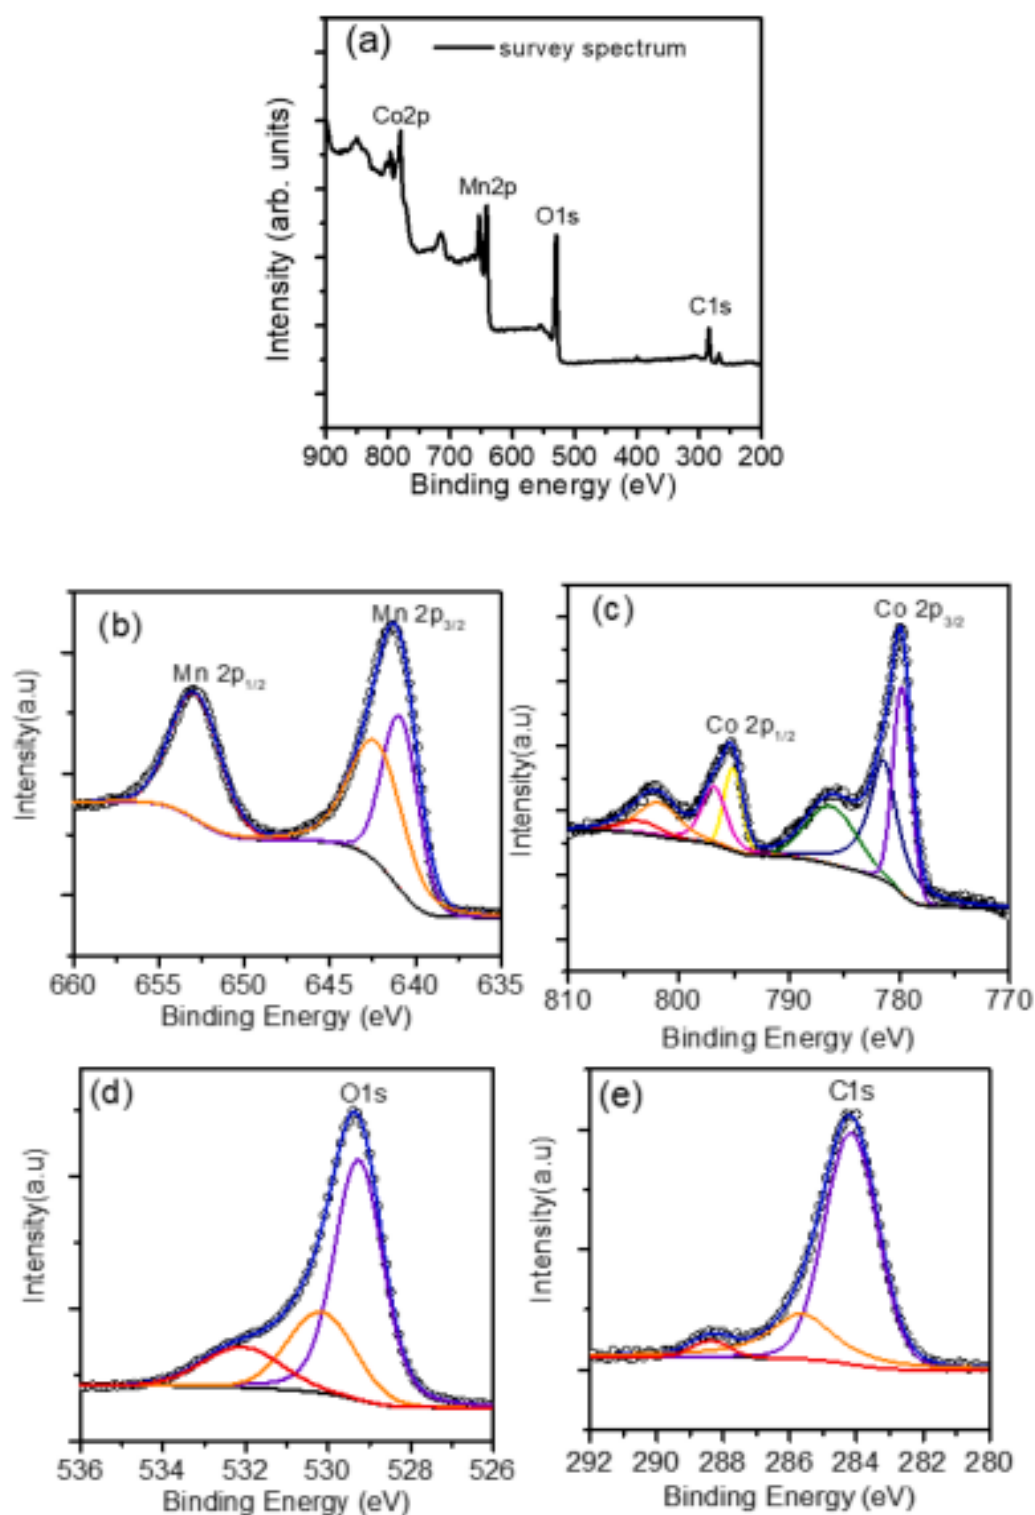 (a)
survey spectrum
Co2p
Mn2p
O1s
C1s
Intensity (arb. units)
900 800 700 600 500 400 300 200
Binding energy (eV)
(b)
Mn 2p3/2
Mn 2p1/2
Intensity(a.u)
660 655 650 645 640 635
Binding Energy (eV)
(c)
Co 2p3/2
Co 2p1/2
Intensity(a.u)
810 800 790 780 770
Binding Energy (eV)
(d)
O1s
Intensity(a.u)
536 534 532 530 528 526
Binding Energy (eV)
(e)
C1s
Intensity(a.u)
292 290 288 286 284 282 280
Binding Energy (eV)